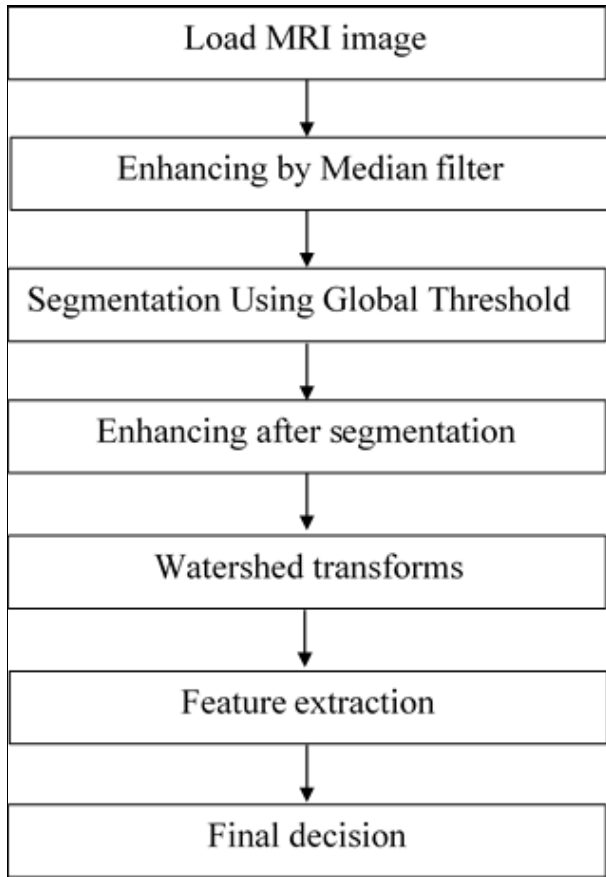 Load MRI image
Enhancing by Median filter
Segmentation Using Global Threshold
Enhancing after segmentation
Watershed transforms
Feature extraction
Final decision